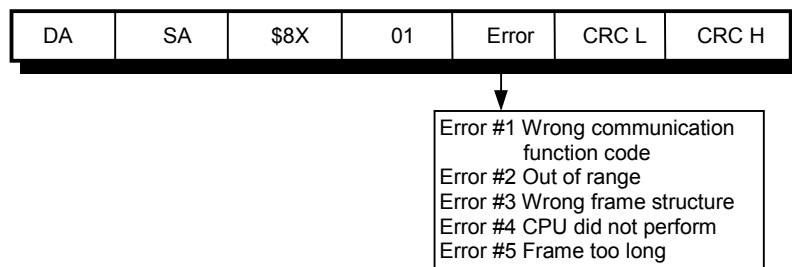 DA SA $8X 01 Error CRC L CRC H
Error #1 Wrong communication
function code
Error #2 Out of range
Error #3 Wrong frame structure
Error #4 CPU did not perform
Error #5 Frame too long